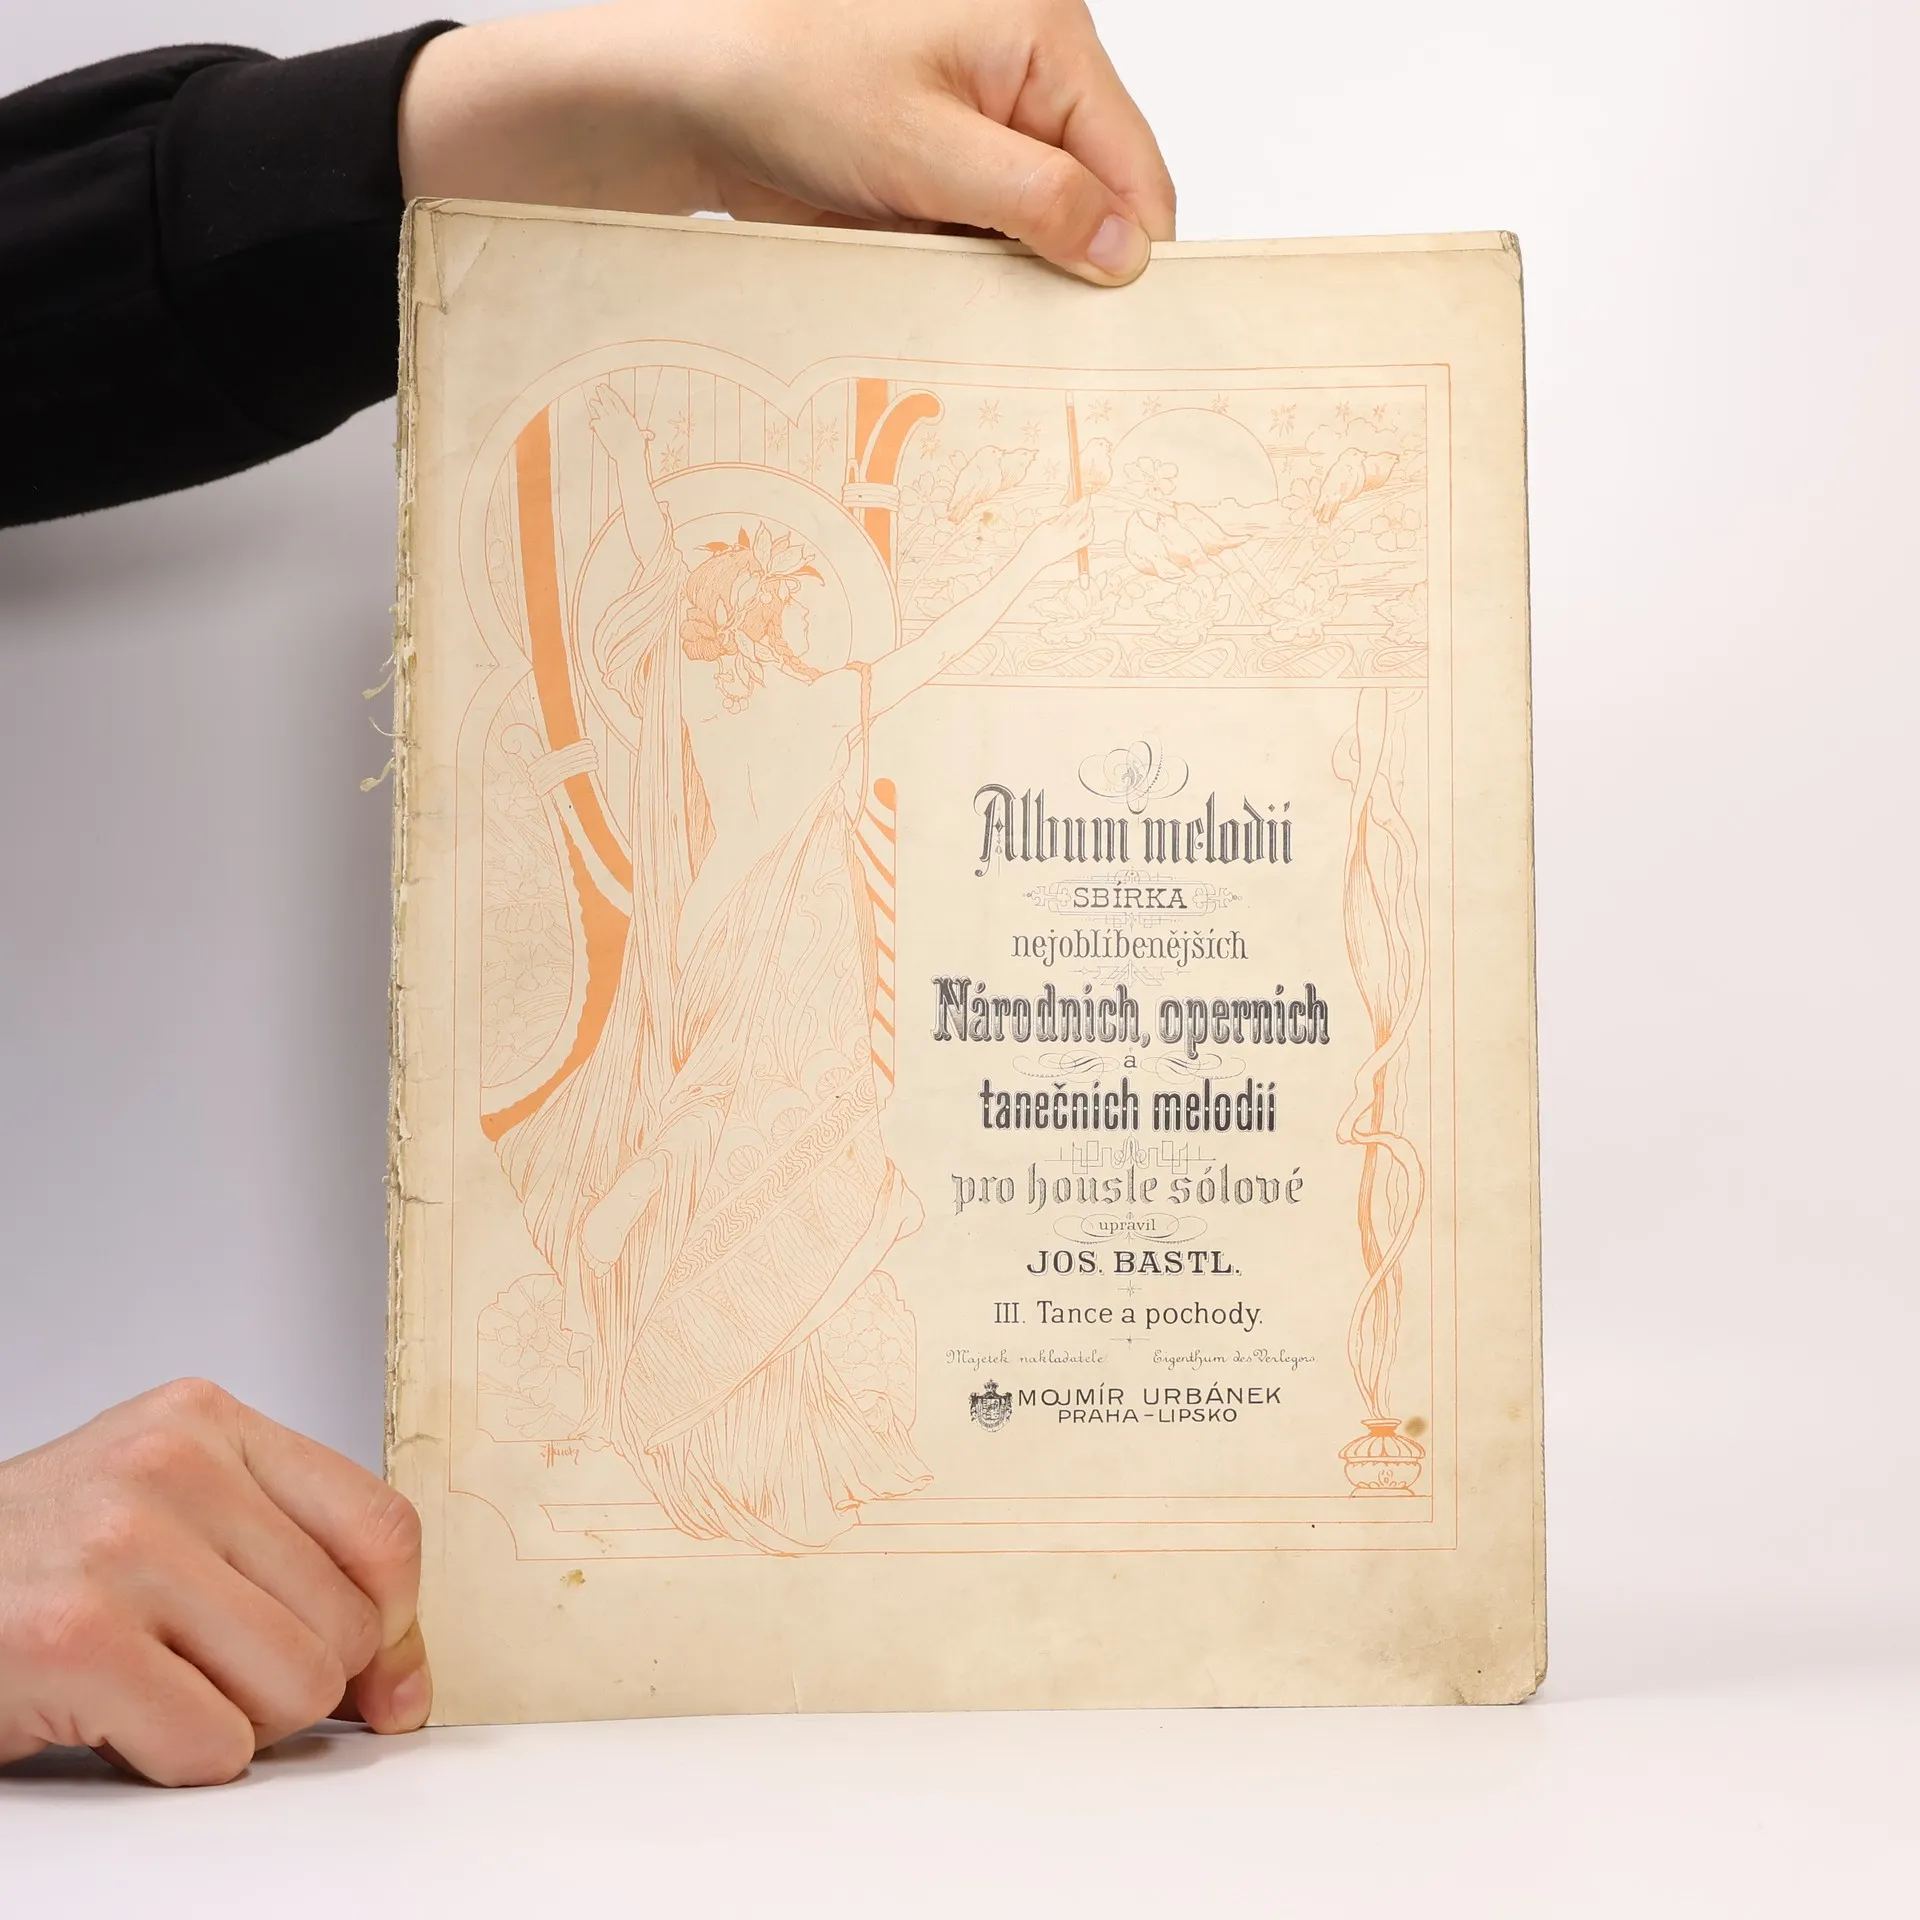 Album melodií
SBÍRKA
nejoblíbenějších
Národních, operních
a
tanečních melodií
pro housle sólové
upravil
JOS. BASTL.
III. Tance a pochody.
Majetek nakladatele. Eigenthum des Verlegers.
MOJMÍR URBÁNEK
PRAHA–LIPSKO